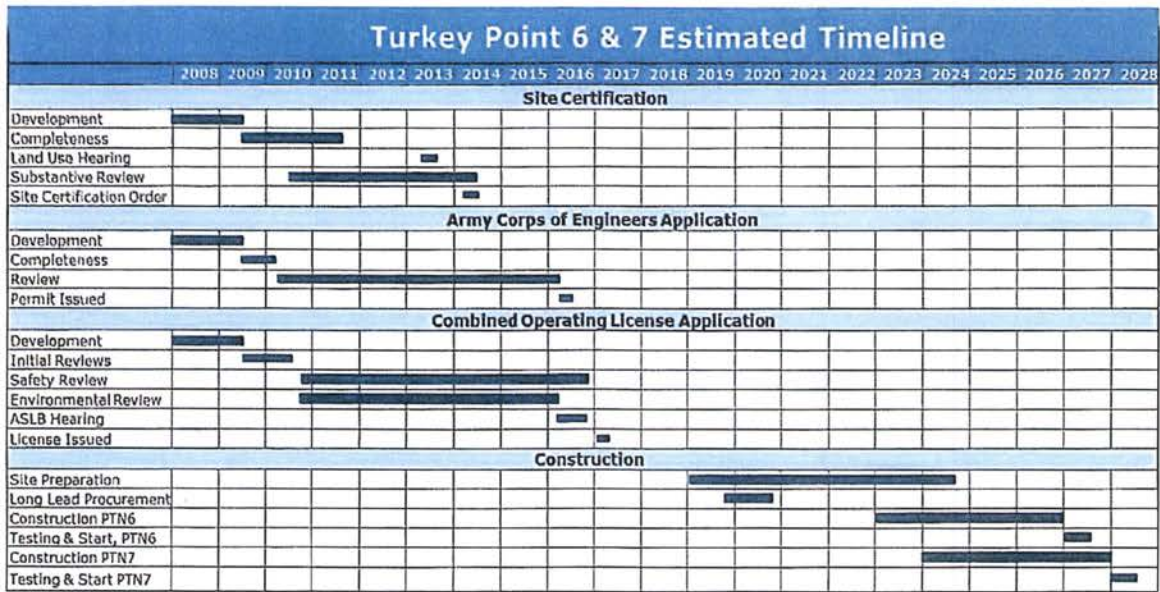 Turkey Point 6 & 7 Estimated Timeline
2008 2009 2010 2011 2012 2013 2014 2015 2016 2017 2018 2019 2020 2021 2022 2023 2024 2025 2026 2027 2028
Site Certification
Development
Completeness
Land Use Hearing
Substantive Review
Site Certification Order
Army Corps of Engineers Application
Development
Completeness
Review
Permit Issued
Combined Operating License Application
Development
Initial Reviews
Safety Review
Environmental Review
ASLB Hearing
License Issued
Construction
Site Preparation
Long Lead Procurement
Construction PTN6
Testing & Start, PTN6
Construction PTN7
Testing & Start PTN7